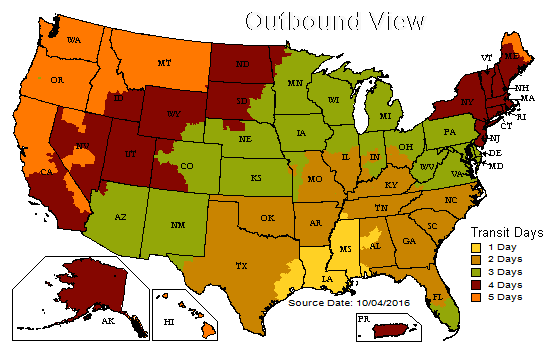 Outbound View
WA
OR
MT
ND
MN
ID
WY
SD
WI
MI
VT
ME
NH
MA
NY
RI
CT
NV
UT
CA
CO
NE
IA
IL
IN
OH
PA
NJ
DE
MD
WV
VA
KS
MO
KY
AZ
NM
OK
AR
TN
NC
SC
TX
LA
MS
AL
GA
FL
AK
HI
PR
Transit Days
1 Day
2 Days
3 Days
4 Days
5 Days
Source Date: 10/04/2016